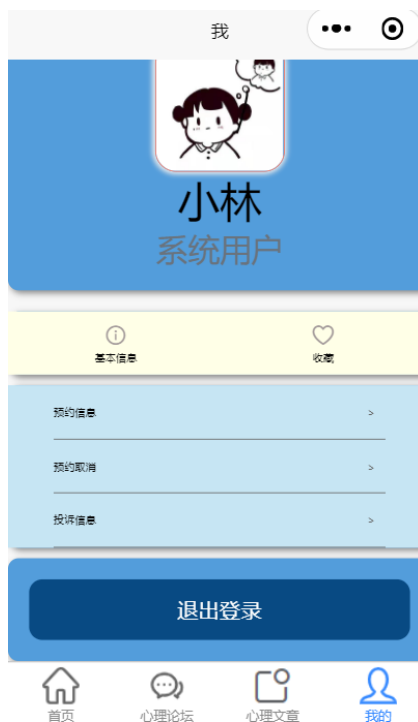 我
小林
系统用户
基本信息
收藏
预约信息
>
预约取消
>
投诉信息
>
退出登录
首页
心理论坛
心理文章
我的